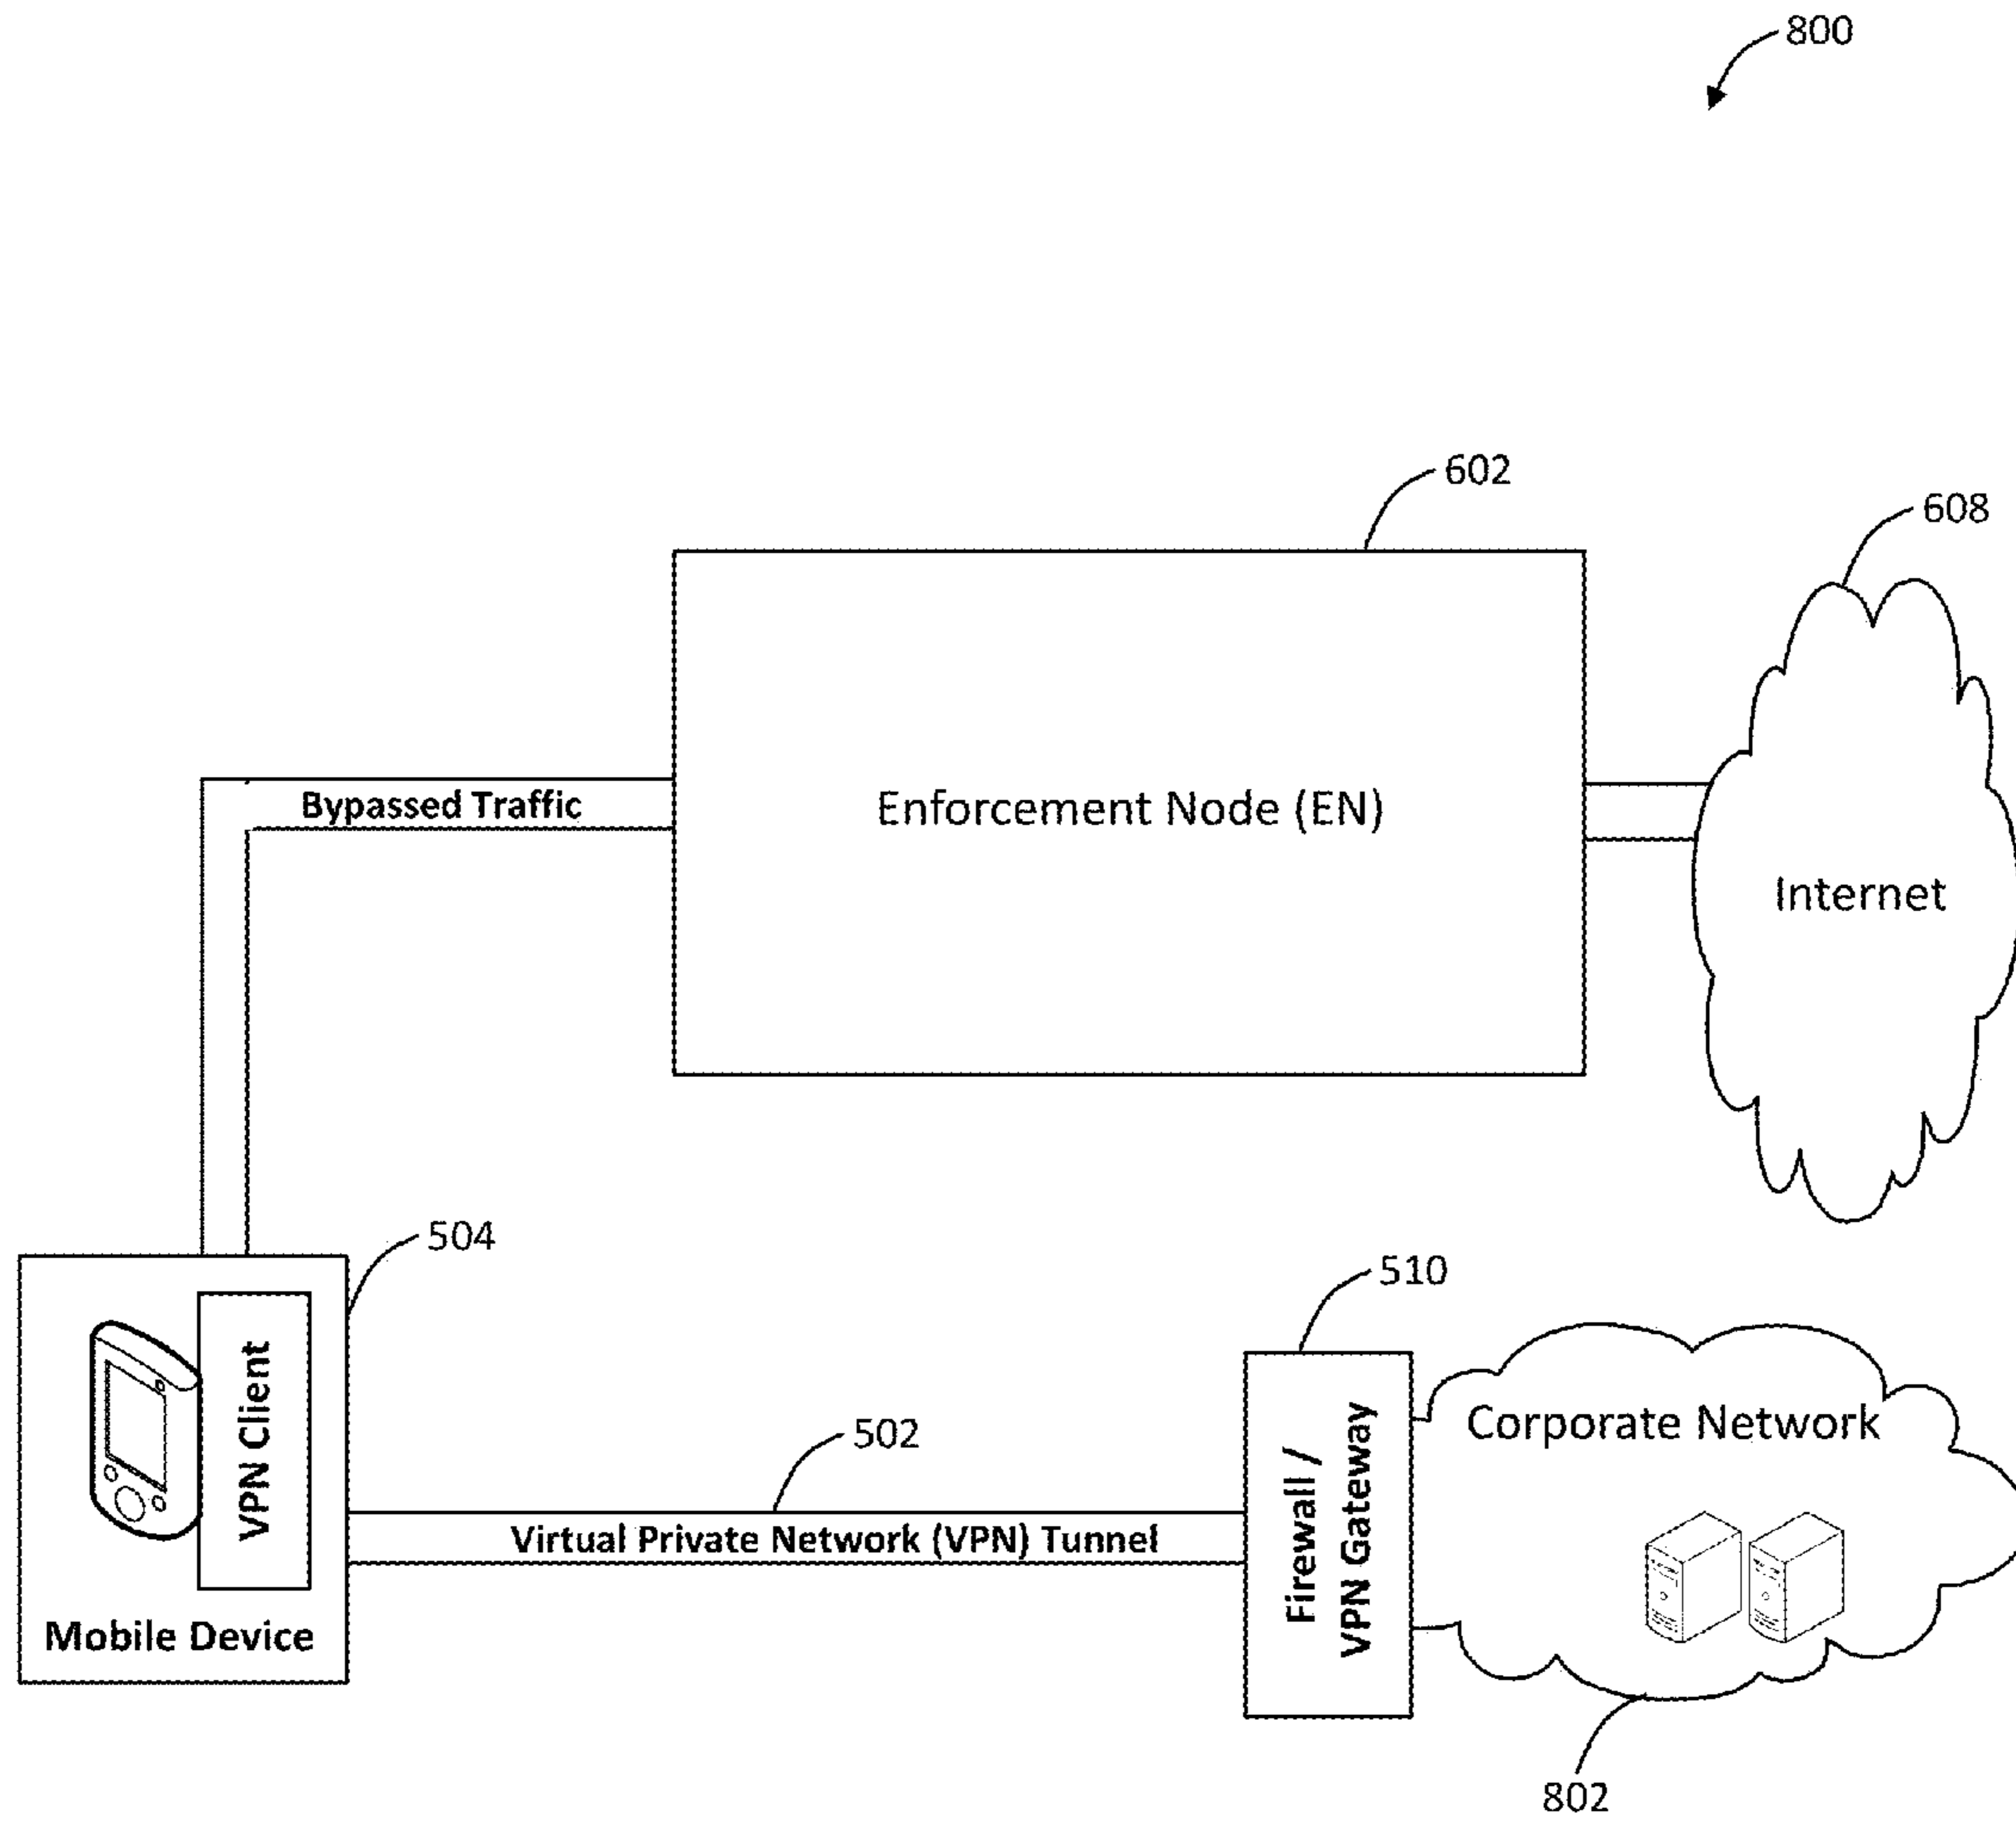 800
602
608
Bypassed Traffic
Enforcement Node (EN)
Internet
504
510
VPN Client
Mobile Device
502
Virtual Private Network (VPN) Tunnel
Firewall /
VPN Gateway
Corporate Network
802